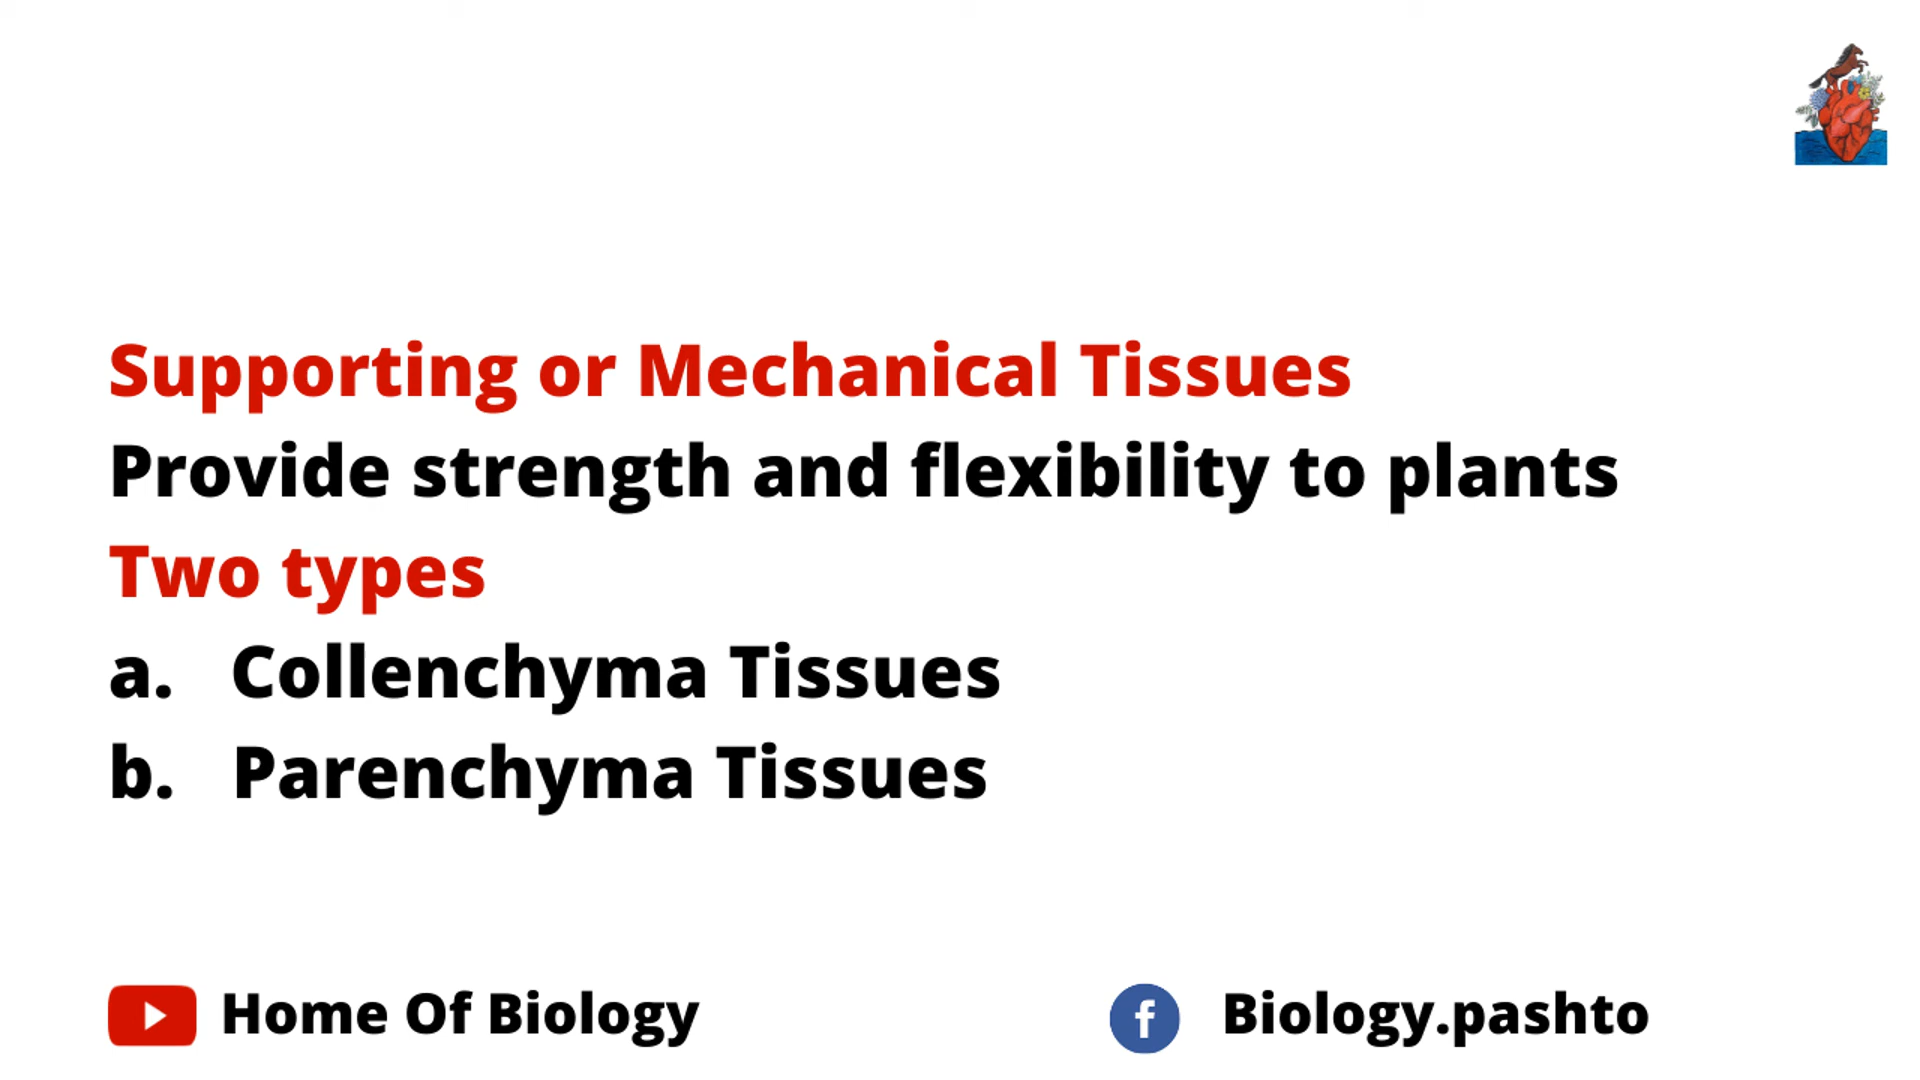 Supporting or Mechanical Tissues
Provide strength and flexibility to plants
Two types
a. Collenchyma Tissues
b. Parenchyma Tissues
Home Of Biology
Biology.pashto